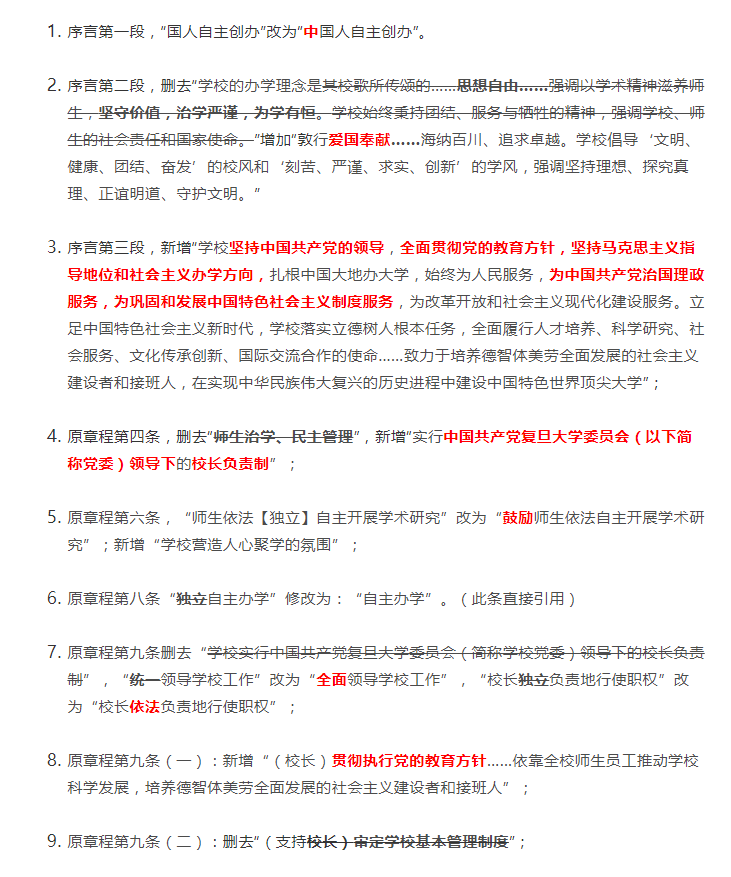 1. 序言第一段，“国人自主创办”改为“中国人自主创办”。
2. 序言第二段，删去“学校的办学理念是其校歌所传颂的……思想自由……强调以学术精神滋养师
生，坚守价值，治学严谨，为学有恒。学校始终秉持团结、服务与牺牲的精神，强调学校、师
生的社会责任和国家使命。”增加“敦行爱国奉献……海纳百川、追求卓越。学校倡导‘文明、
健康、团结、奋发’的校风和‘刻苦、严谨、求实、创新’的学风，强调坚持理想、探究真
理、正谊明道、守护文明。”
3. 序言第三段，新增“学校坚持中国共产党的领导，全面贯彻党的教育方针，坚持马克思主义指
导地位和社会主义办学方向，扎根中国大地办大学，始终为人民服务，为中国共产党治国理政
服务，为巩固和发展中国特色社会主义制度服务，为改革开放和社会主义现代化建设服务。立
足中国特色社会主义新时代，学校落实立德树人根本任务，全面履行人才培养、科学研究、社
会服务、文化传承创新、国际交流合作的使命……致力于培养德智体美劳全面发展的社会主义
建设者和接班人，在实现中华民族伟大复兴的历史进程中建设中国特色世界顶尖大学”；
4. 原章程第四条，删去“师生治学、民主管理”，新增“实行中国共产党复旦大学委员会（以下简
称党委）领导下的校长负责制”；
5. 原章程第六条，“师生依法【独立】自主开展学术研究”改为“鼓励师生依法自主开展学术研
究”；新增“学校营造人心聚学的氛围”；
6. 原章程第八条“独立自主办学”修改为：“自主办学”。（此条直接引用）
7. 原章程第九条删去“学校实行中国共产党复旦大学委员会（简称学校党委）领导下的校长负责
制”，“统一领导学校工作”改为“全面领导学校工作”，“校长独立负责地行使职权”改
为“校长依法负责地行使职权”；
8. 原章程第九条（一）：新增“（校长）贯彻执行党的教育方针……依靠全校师生员工推动学校
科学发展，培养德智体美劳全面发展的社会主义建设者和接班人”；
9. 原章程第九条（二）：删去“（支持校长）审定学校基本管理制度”；